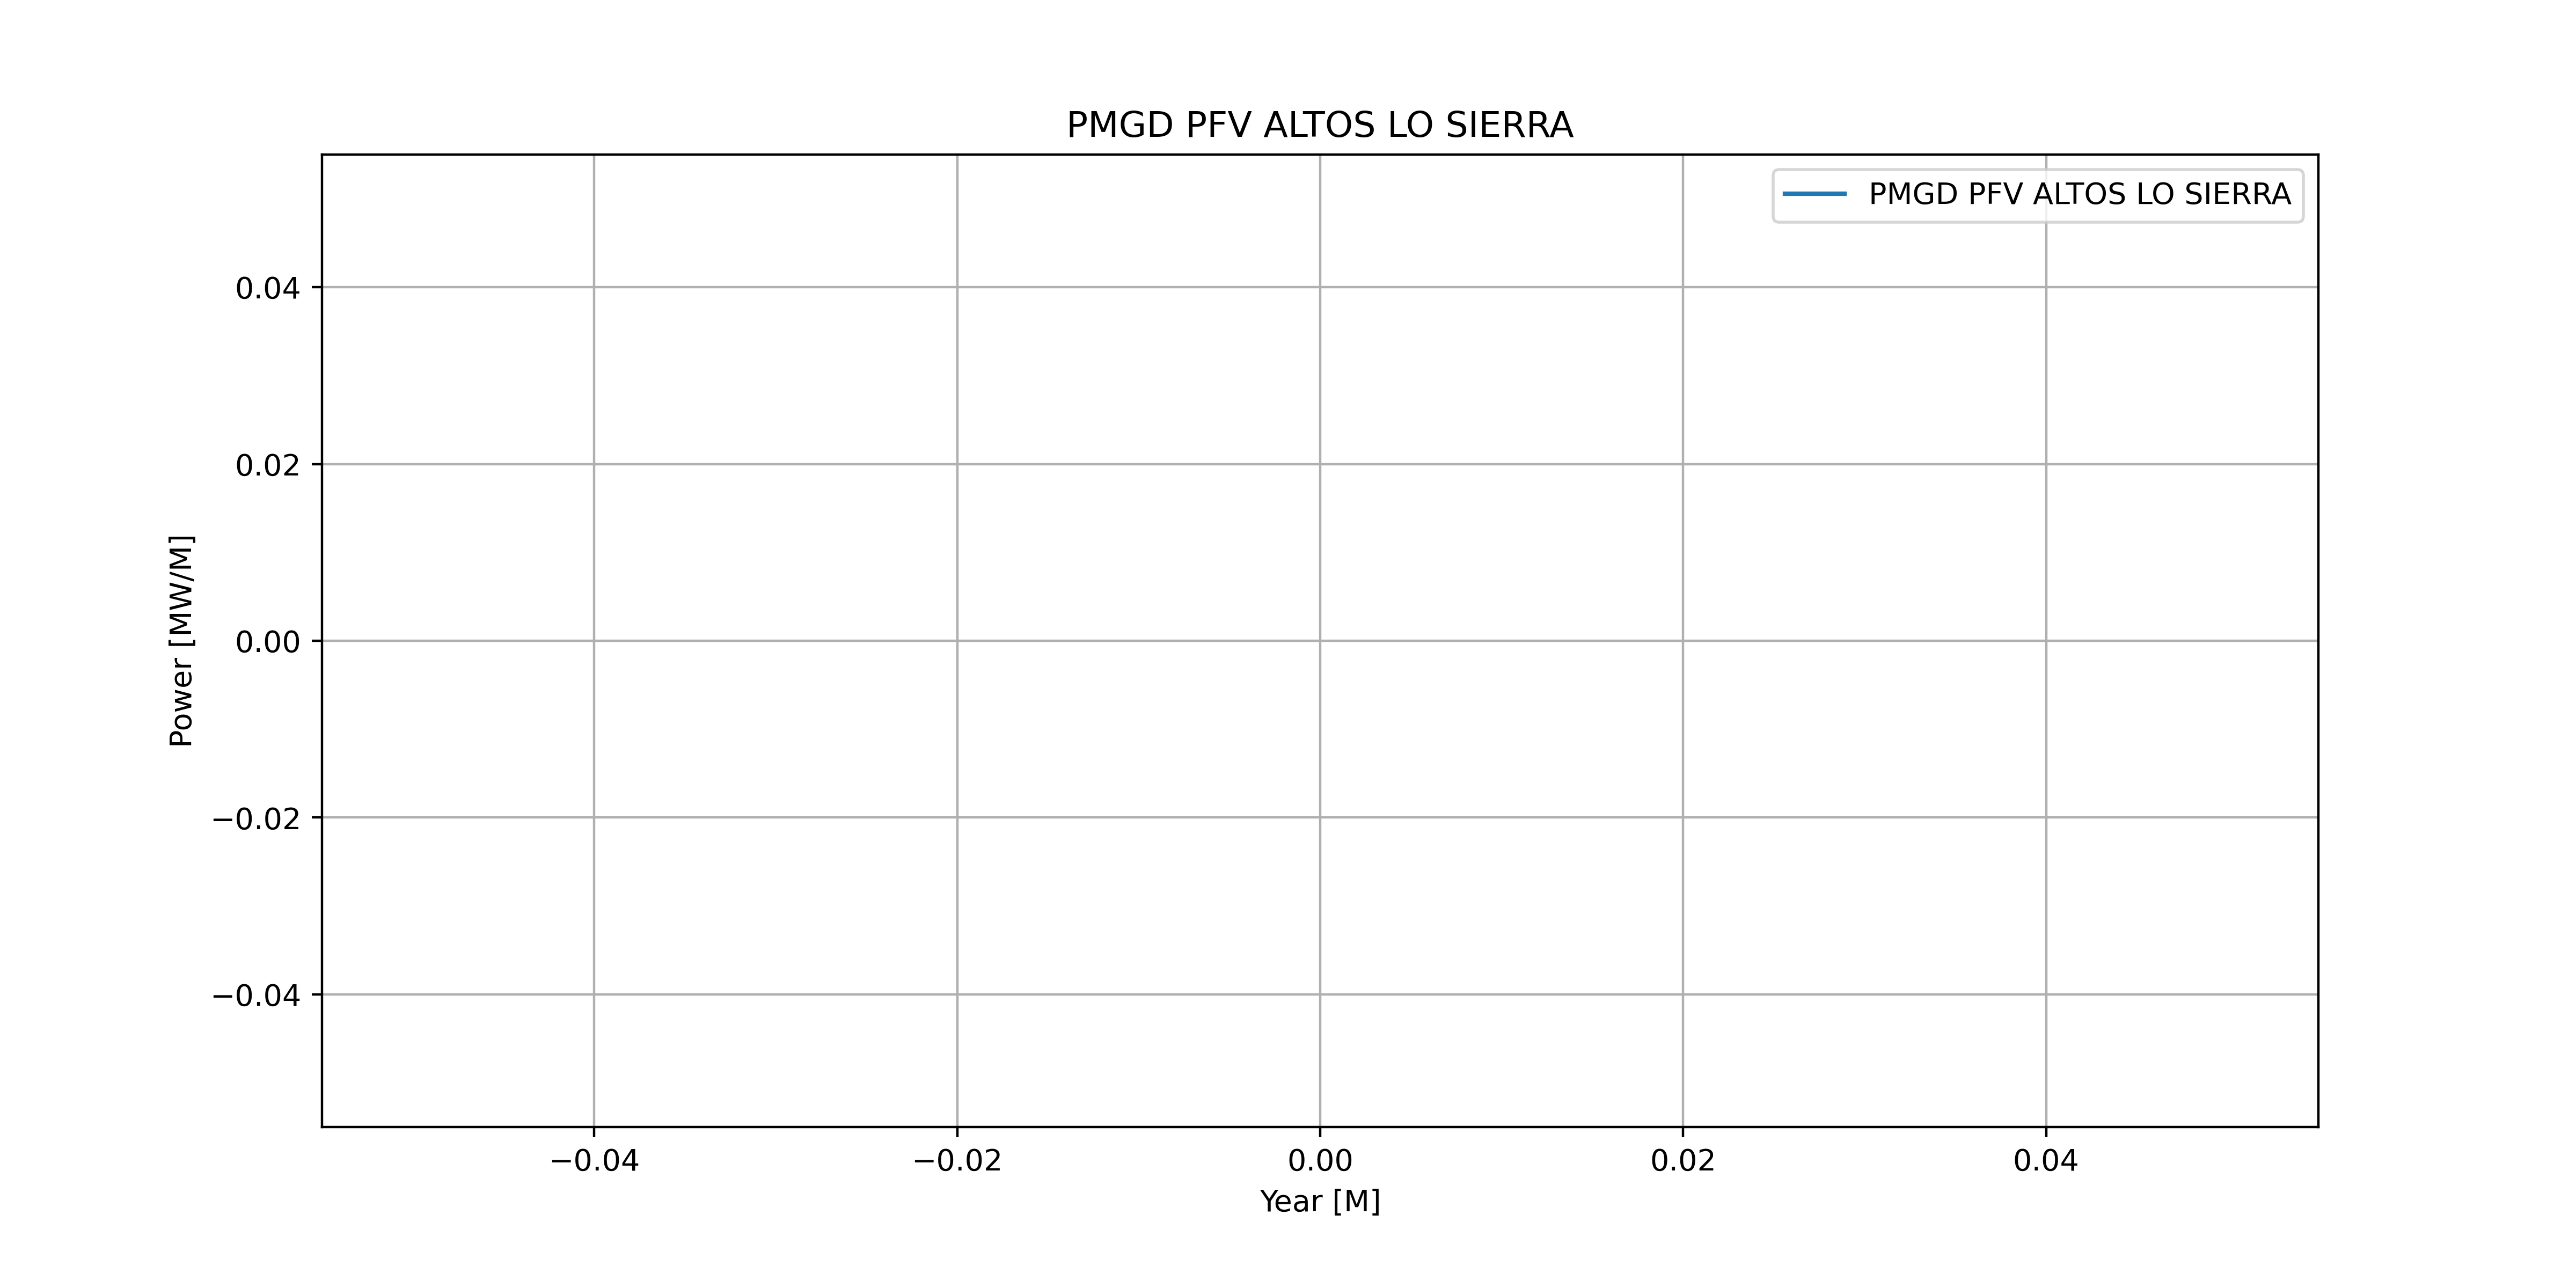 PMGD PFV ALTOS LO SIERRA
PMGD PFV ALTOS LO SIERRA
0.04
0.02
0.00
−0.02
−0.04
Power [MW/M]
−0.04
−0.02
0.00
0.02
0.04
Year [M]